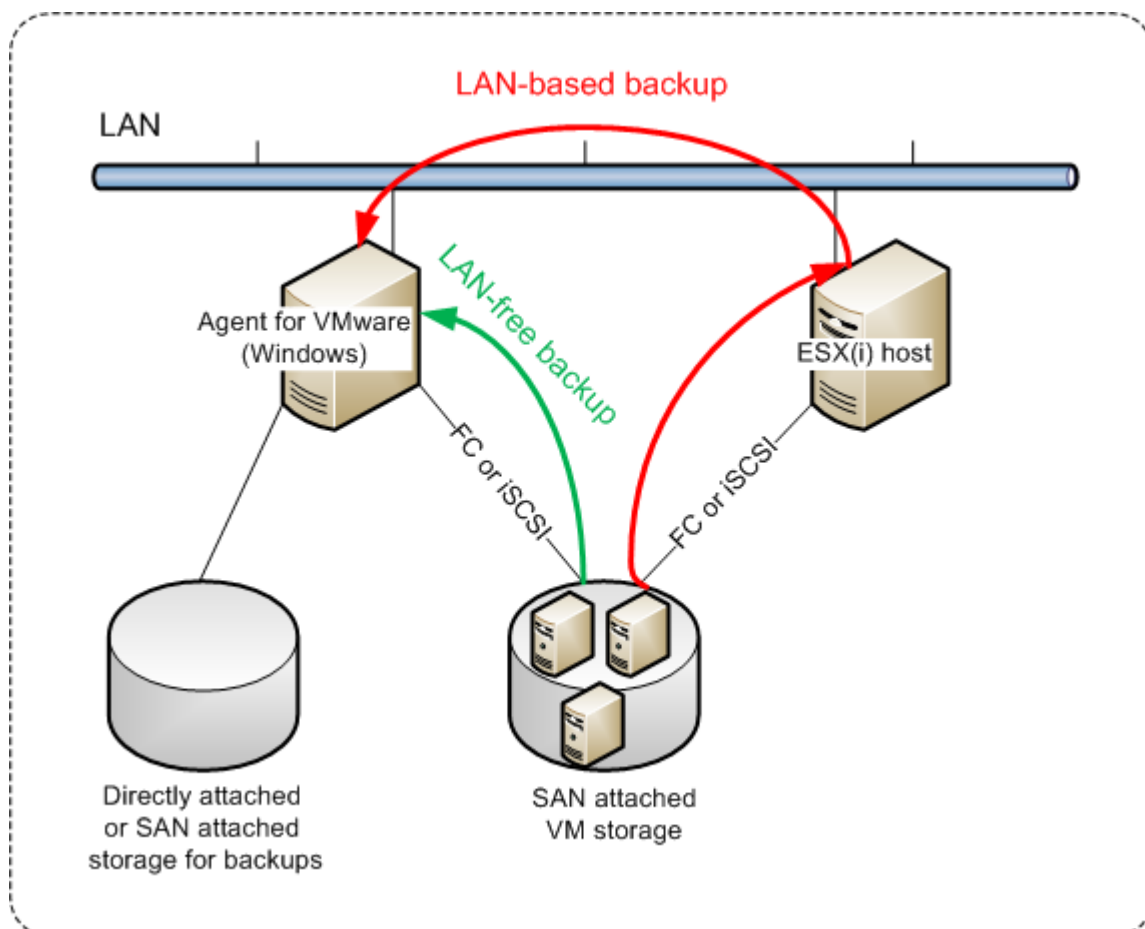 LAN-based backup
LAN
LAN-free backup
Agent for VMware
(Windows)
ESX(i) host
FC or iSCSI
FC or iSCSI
Directly attached
or SAN attached
storage for backups
SAN attached
VM storage